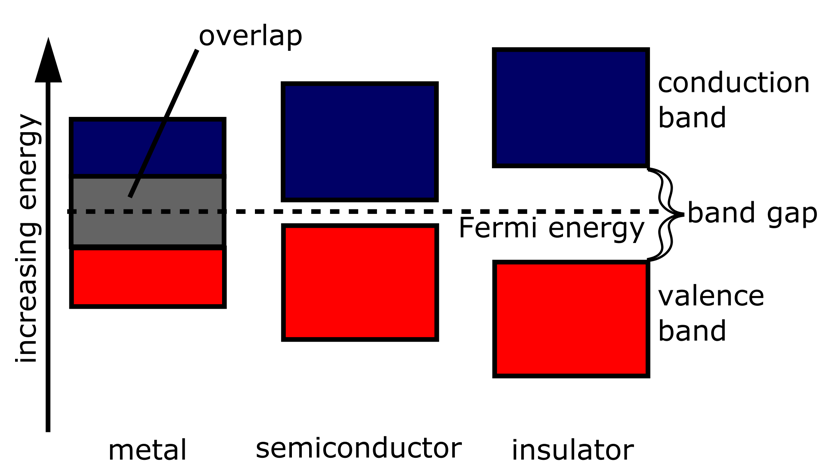 overlap
increasing energy
conduction
band
Fermi energy
band gap
valence
band
metal
semiconductor
insulator